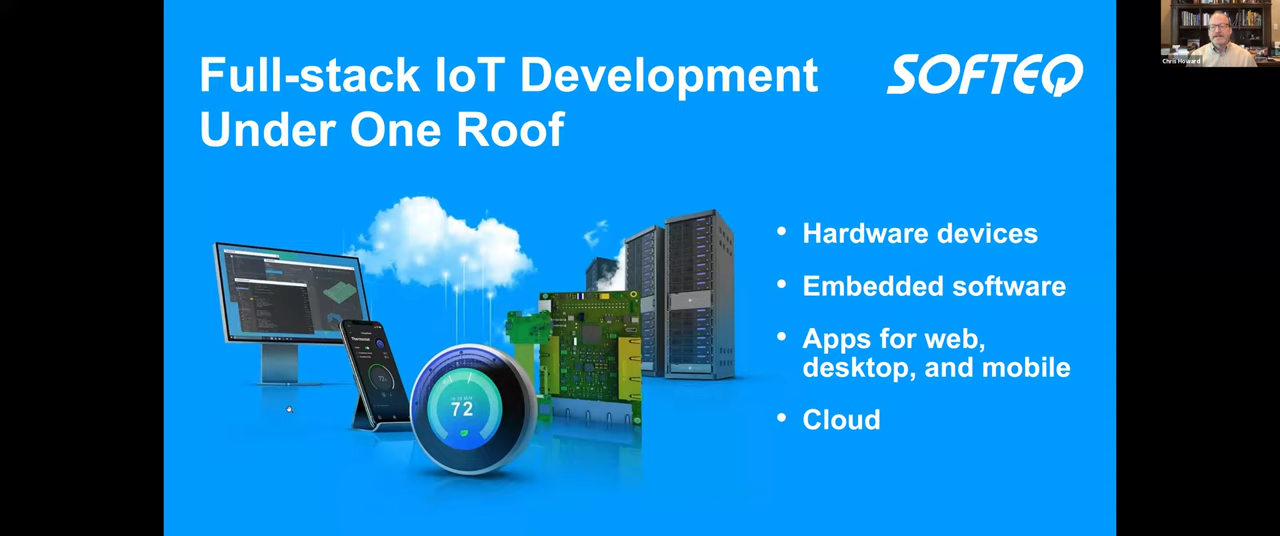 Full-stack IoT Development
Under One Roof
SOFTEQ
Chris Howard
Hardware devices
Embedded software
Apps for web,
desktop, and mobile
Cloud
Thermostat
72